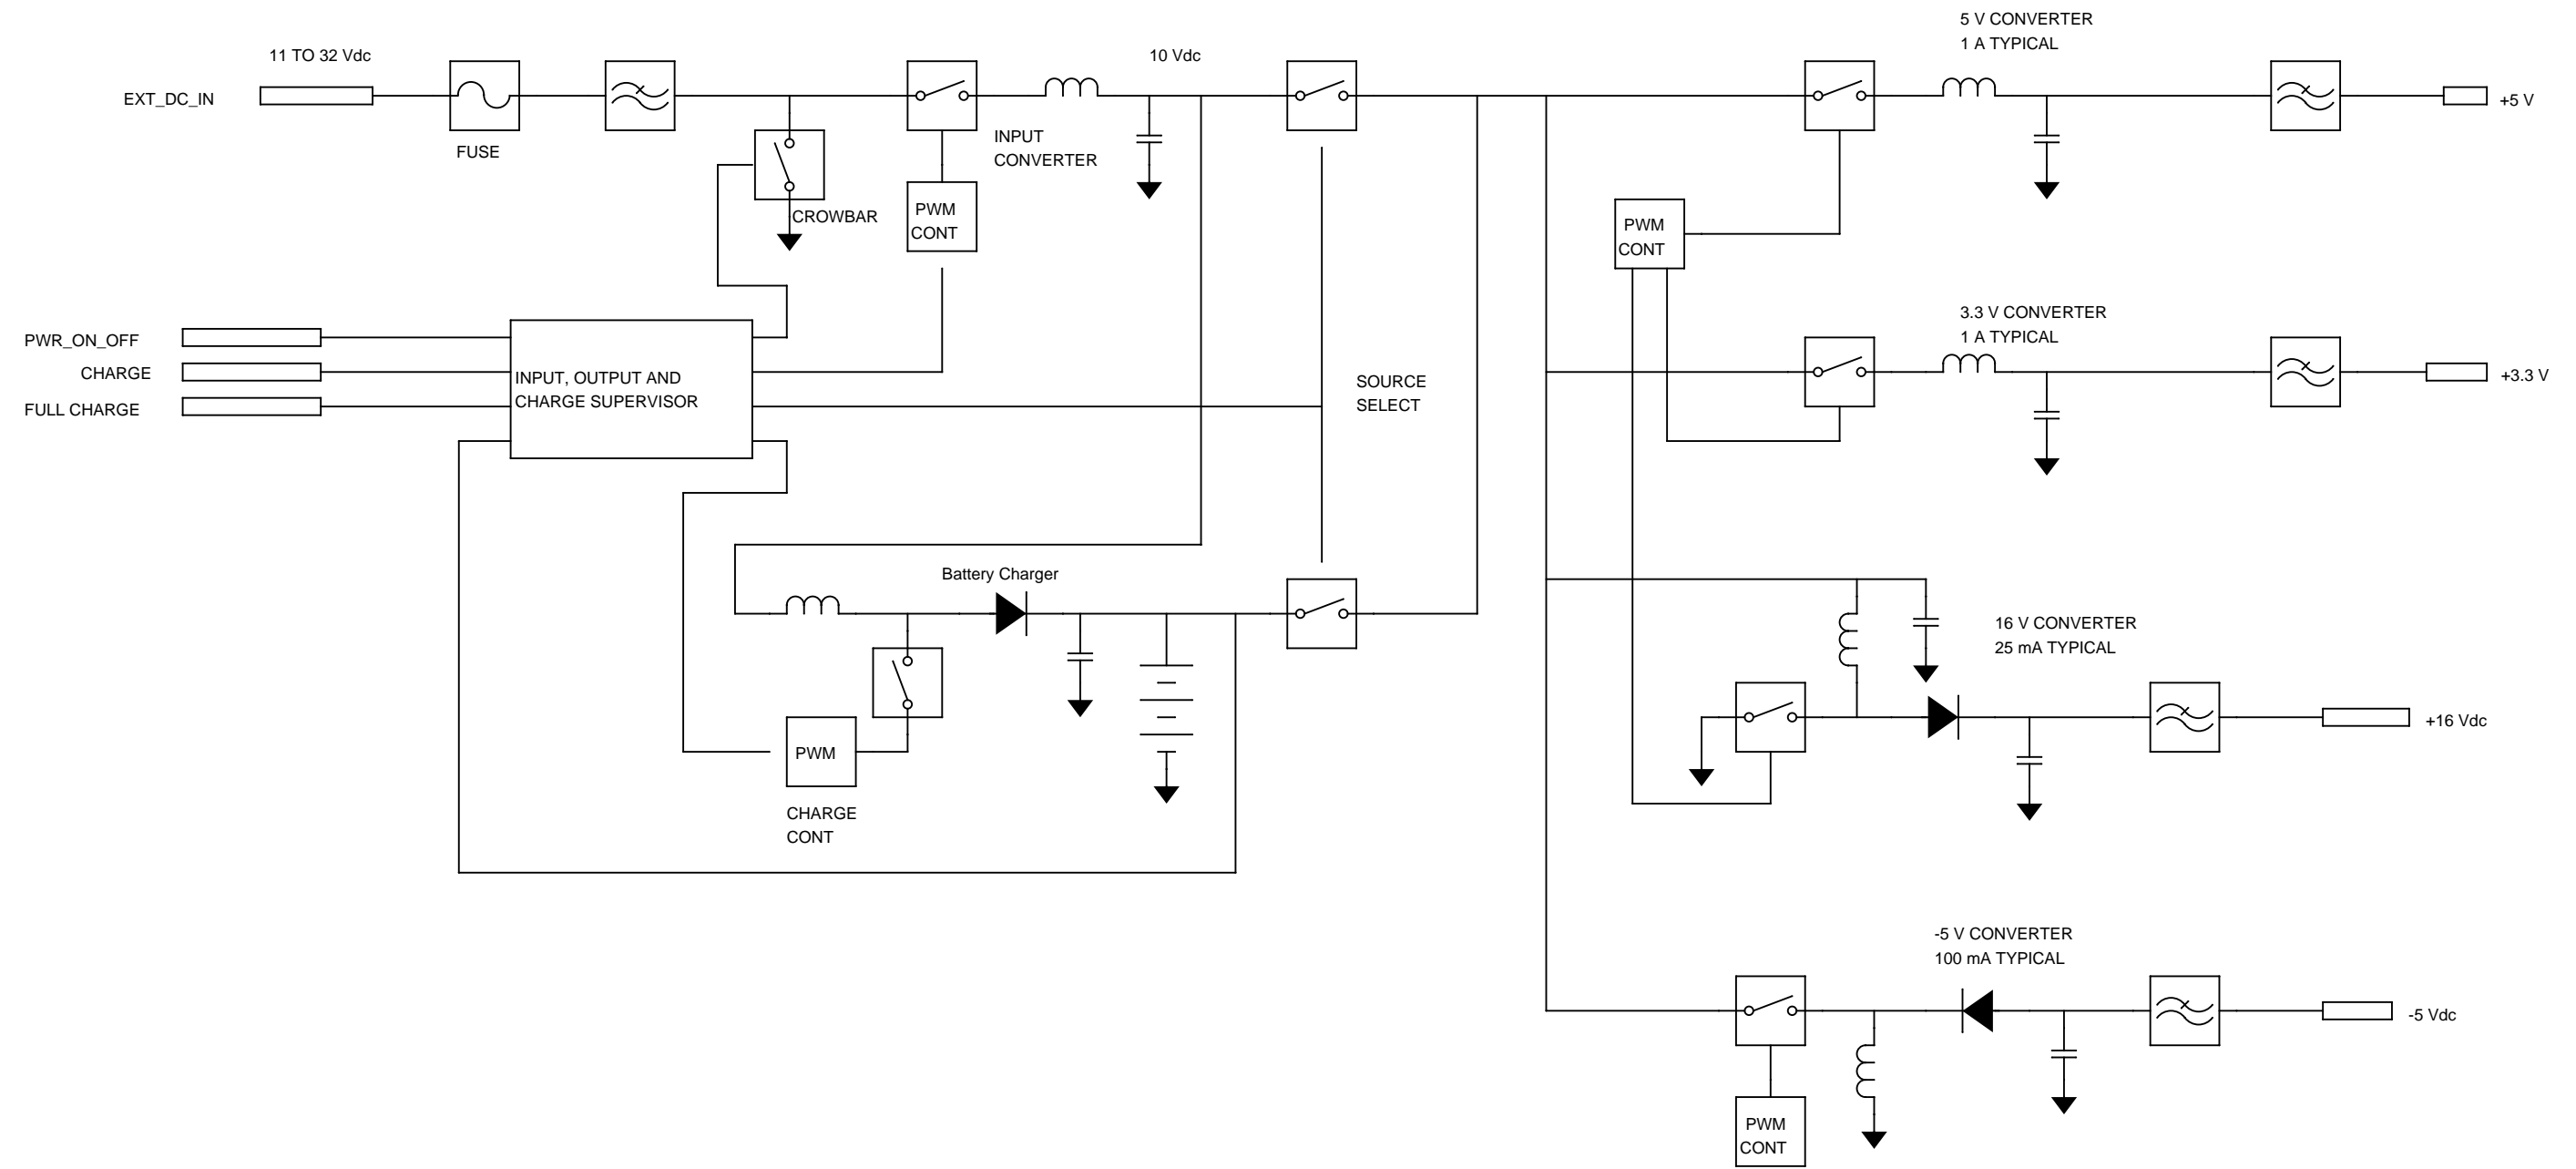 5 V CONVERTER
1 A TYPICAL
11 TO 32 Vdc
10 Vdc
EXT_DC_IN
+5 V
FUSE
INPUT
CONVERTER
CROWBAR
PWM
CONT
PWM
CONT
3.3 V CONVERTER
1 A TYPICAL
PWR_ON_OFF
CHARGE
FULL CHARGE
INPUT, OUTPUT AND
CHARGE SUPERVISOR
SOURCE
SELECT
+3.3 V
Battery Charger
16 V CONVERTER
25 mA TYPICAL
+16 Vdc
PWM
CHARGE
CONT
-5 V CONVERTER
100 mA TYPICAL
-5 Vdc
PWM
CONT